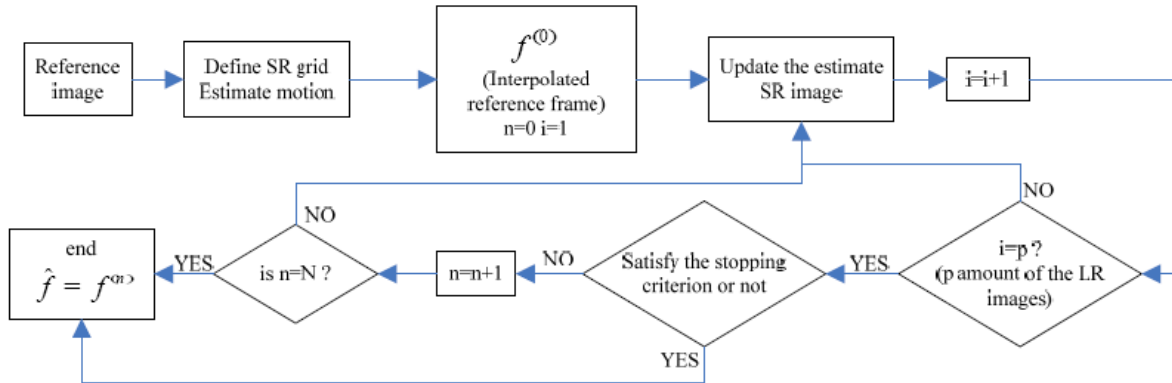 Reference
image
Define SR grid
Estimate motion
f^(0)
(Interpolated
reference frame)
n=0 i=1
Update the estimate
SR image
i=i+1
NO
i=p ?
(p amount of the LR
images)
YES
Satisfy the stopping
criterion or not
YES
NO
n=n+1
is n=N ?
NO
YES
end
f̂ = f^(n)